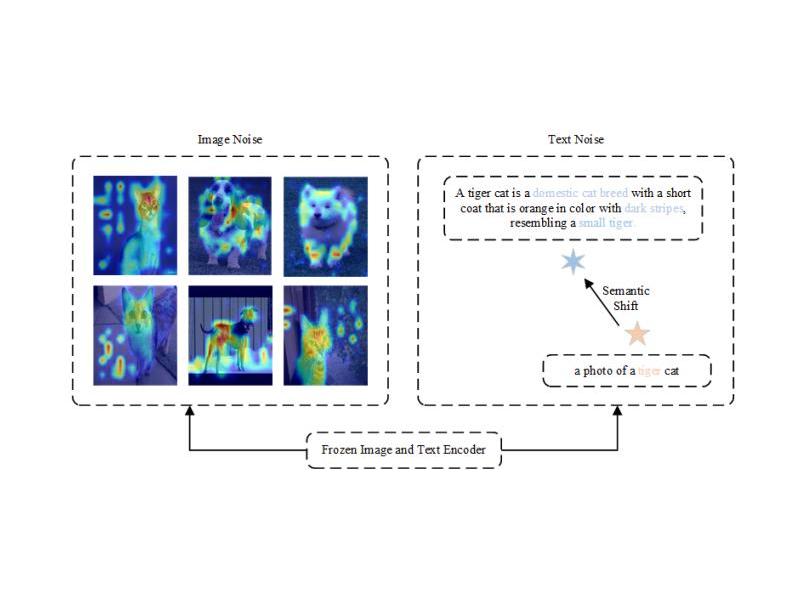 Image Noise
Text Noise
A tiger cat is a domestic cat breed with a short
coat that is orange in color with dark stripes,
resembling a small tiger.
Semantic
Shift
a photo of a tiger cat
Frozen Image and Text Encoder